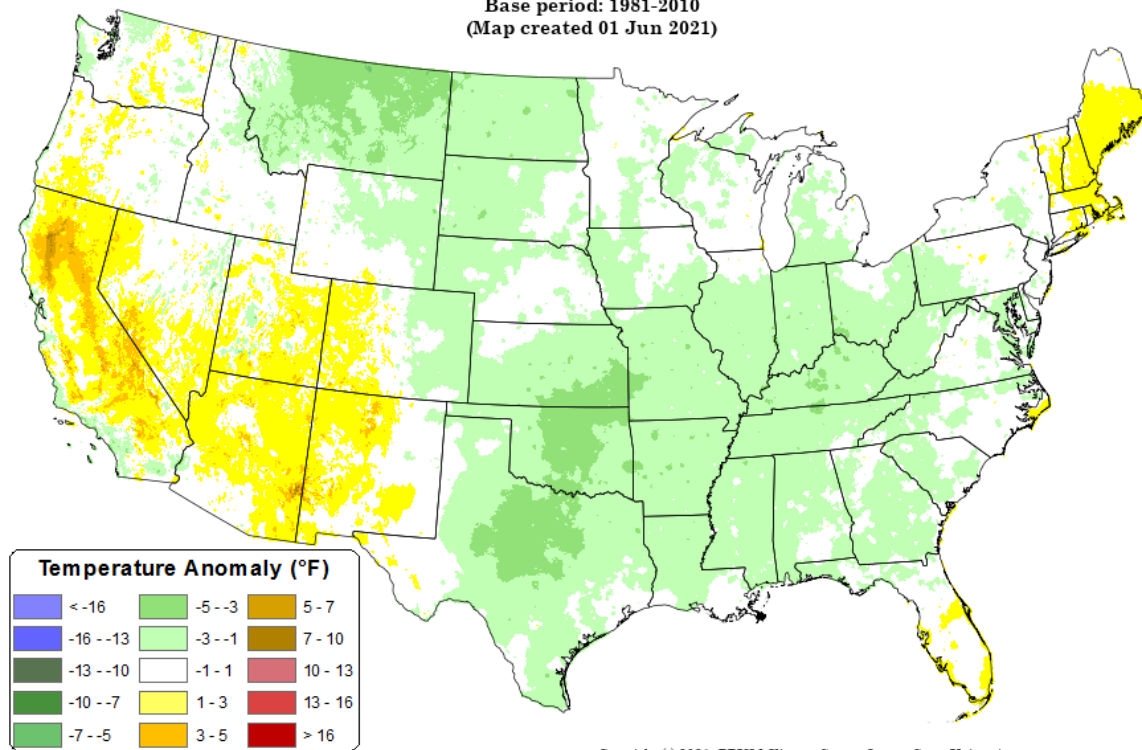 Base period: 1981-2010
(Map created 01 Jun 2021)
Temperature Anomaly (°F)
< -16
-5 - -3
5 - 7
-16 - -13
-3 - -1
7 - 10
-13 - -10
-1 - 1
10 - 13
-10 - -7
1 - 3
13 - 16
-7 - -5
3 - 5
> 16